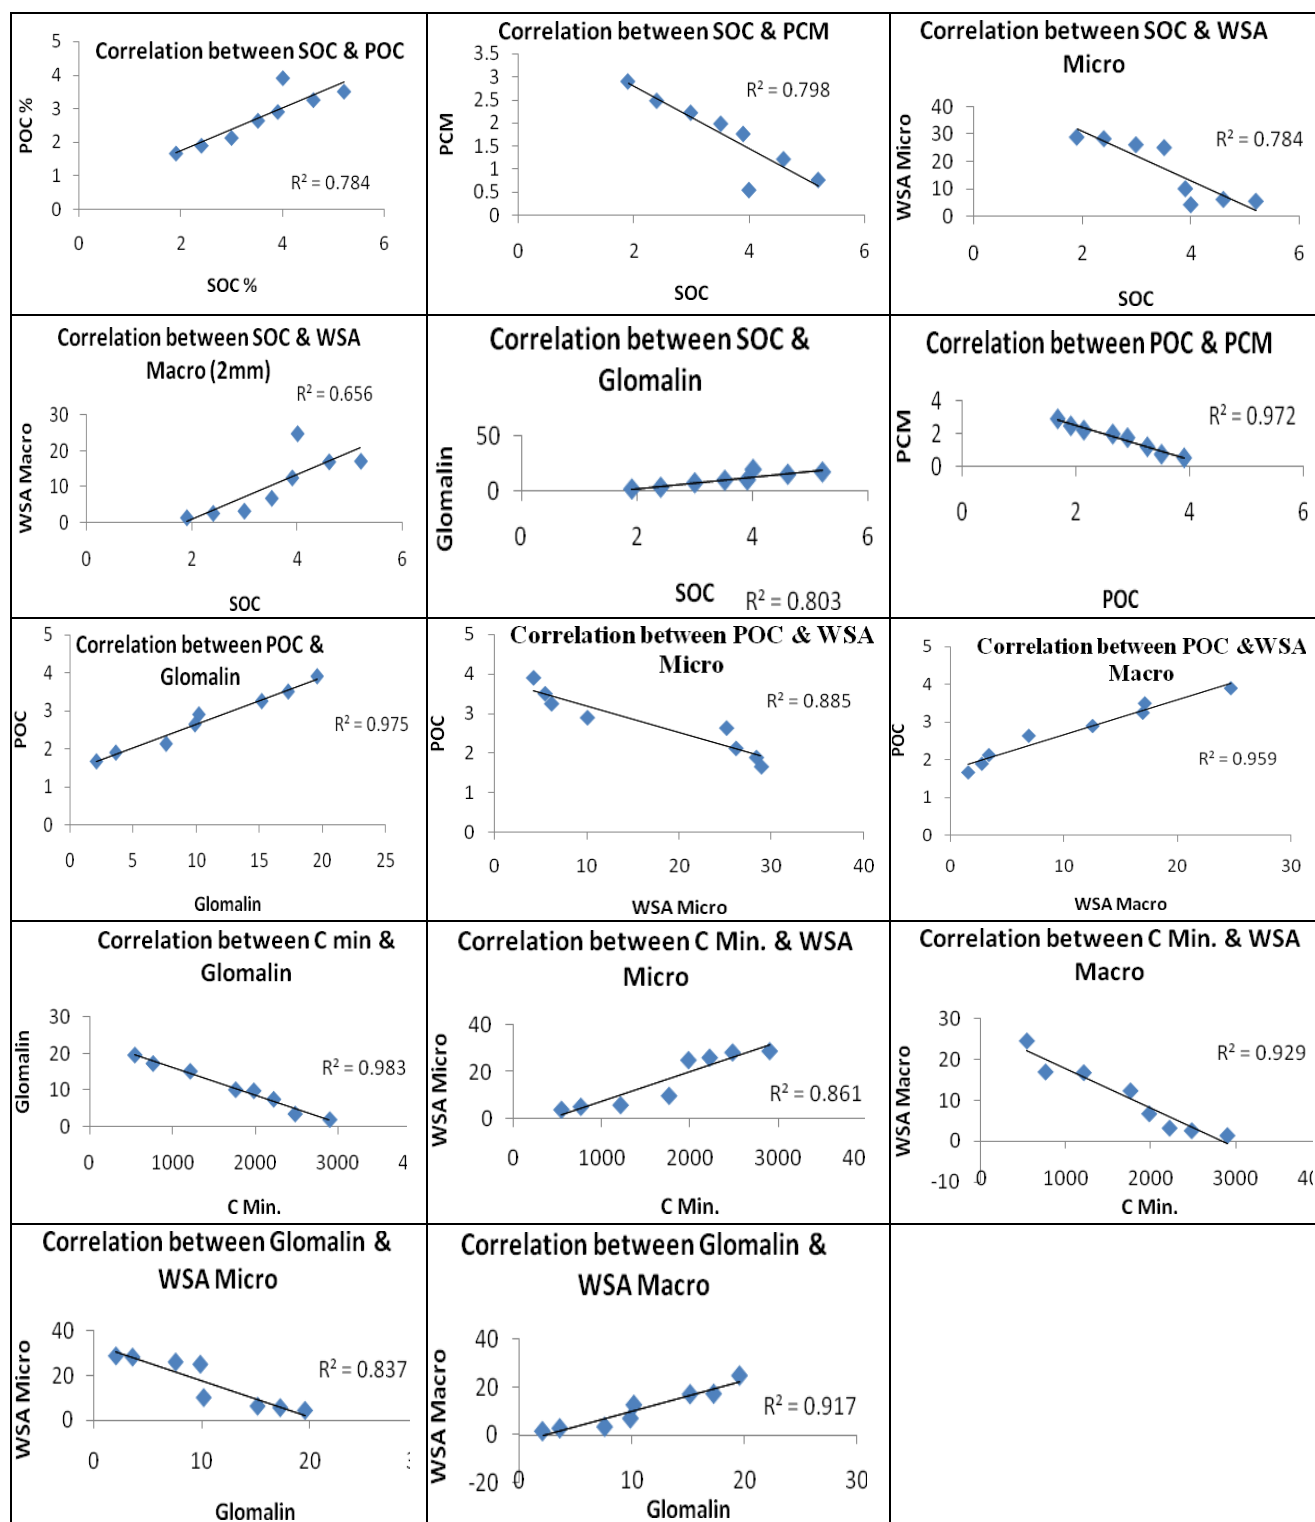 Correlation between SOC & POC
5
4
3
2
1
0
POC %
R² = 0.784
0 2 4 6
SOC %
Correlation between SOC & PCM
3.5
3
2.5
2
1.5
1
0.5
0
PCM
R² = 0.798
0 2 4 6
SOC
Correlation between SOC & WSA
Micro
40
30
20
10
0
WSA Micro
R² = 0.784
0 2 4 6
SOC
Correlation between SOC & WSA
Macro (2mm)
R² = 0.656
30
20
10
0
WSA Macro
0 2 4 6
SOC
Correlation between SOC &
Glomalin
50
0
Glomalin
0 2 4 6
SOC
R² = 0.803
Correlation between POC & PCM
4
2
0
PCM
R² = 0.972
0 2 4 6
POC
Correlation between POC &
Glomalin
5
4
3
2
1
0
POC
R² = 0.975
0 5 10 15 20 25
Glomalin
Correlation between POC & WSA
Micro
5
4
3
2
1
0
POC
R² = 0.885
0 10 20 30 40
WSA Micro
Correlation between POC &WSA
Macro
5
4
3
2
1
0
POC
R² = 0.959
0 10 20 30
WSA Macro
Correlation between C min &
Glomalin
30
20
10
0
Glomalin
R² = 0.983
0 1000 2000 3000 4
C Min.
Correlation between C Min. & WSA
Micro
40
20
0
WSA Micro
R² = 0.861
0 1000 2000 3000 40
C Min.
Correlation between C Min. & WSA
Macro
30
20
10
0
-10
WSA Macro
R² = 0.929
0 1000 2000 3000 40
C Min.
Correlation between Glomalin &
WSA Micro
40
20
0
WSA Micro
R² = 0.837
0 10 20
Glomalin
Correlation between Glomalin &
WSA Macro
40
20
0
-20
WSA Macro
R² = 0.917
0 10 20 30
Glomalin